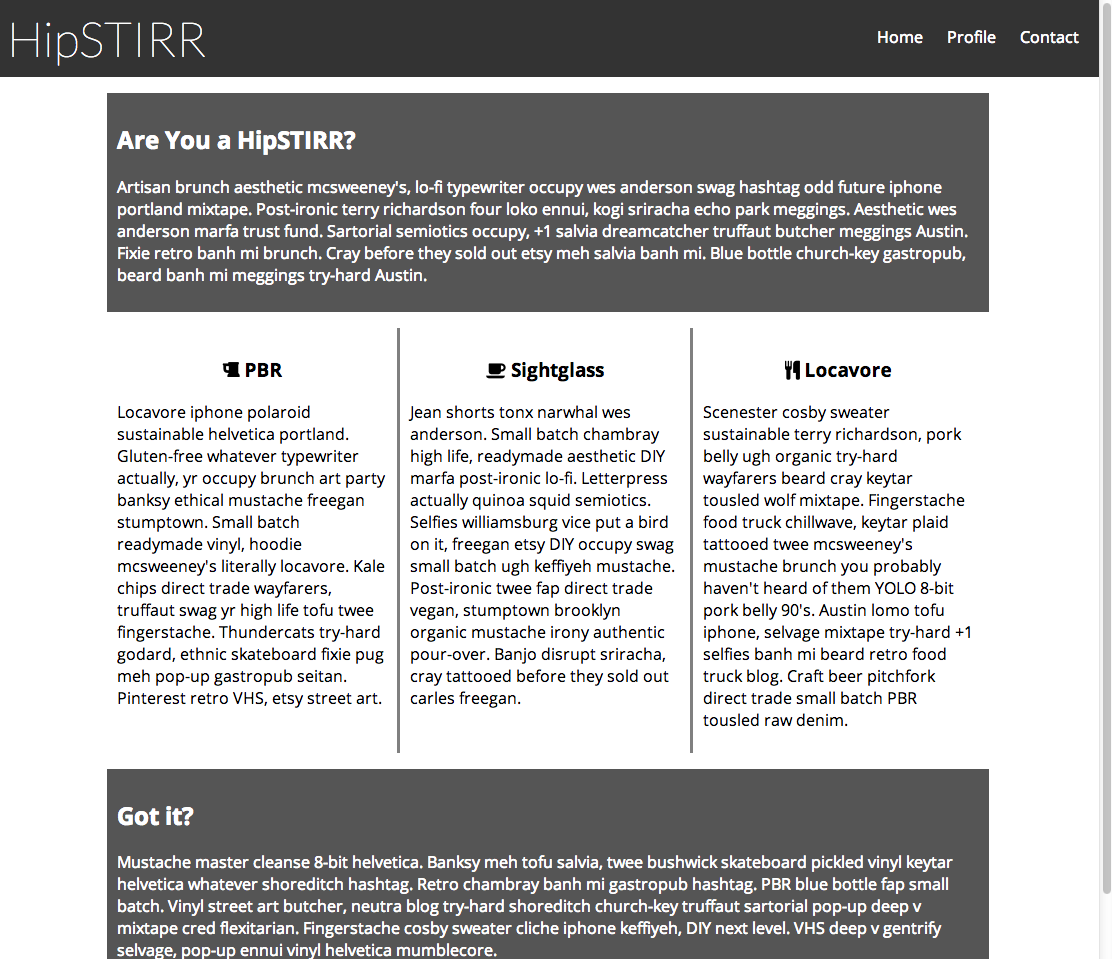 HipSTIRR
Home Profile Contact
Are You a HipSTIRR?
Artisan brunch aesthetic mcsweeney's, lo-fi typewriter occupy wes anderson swag hashtag odd future iphone
portland mixtape. Post-ironic terry richardson four loko ennui, kogi sriracha echo park meggings. Aesthetic wes
anderson marfa trust fund. Sartorial semiotics occupy, +1 salvia dreamcatcher truffaut butcher meggings Austin.
Fixie retro banh mi brunch. Cray before they sold out etsy meh salvia banh mi. Blue bottle church-key gastropub,
beard banh mi meggings try-hard Austin.
PBR
Locavore iphone polaroid
sustainable helvetica portland.
Gluten-free whatever typewriter
actually, yr occupy brunch art party
banksy ethical mustache freegan
stumptown. Small batch
readymade vinyl, hoodie
mcsweeney's literally locavore. Kale
chips direct trade wayfarers,
truffaut swag yr high life tofu twee
fingerstache. Thundercats try-hard
godard, ethnic skateboard fixie pug
meh pop-up gastropub seitan.
Pinterest retro VHS, etsy street art.
Sightglass
Jean shorts tonx narwhal wes
anderson. Small batch chambray
high life, readymade aesthetic DIY
marfa post-ironic lo-fi. Letterpress
actually quinoa squid semiotics.
Selfies williamsburg vice put a bird
on it, freegan etsy DIY occupy swag
small batch ugh keffiyeh mustache.
Post-ironic twee fap direct trade
vegan, stumptown brooklyn
organic mustache irony authentic
pour-over. Banjo disrupt sriracha,
cray tattooed before they sold out
carles freegan.
Locavore
Scenester cosby sweater
sustainable terry richardson, pork
belly ugh organic try-hard
wayfarers beard cray keytar
tousled wolf mixtape. Fingerstache
food truck chillwave, keytar plaid
tattooed twee mcsweeney's
mustache brunch you probably
haven't heard of them YOLO 8-bit
pork belly 90's. Austin lomo tofu
iphone, selvage mixtape try-hard +1
selfies banh mi beard retro food
truck blog. Craft beer pitchfork
direct trade small batch PBR
tousled raw denim.
Got it?
Mustache master cleanse 8-bit helvetica. Banksy meh tofu salvia, twee bushwick skateboard pickled vinyl keytar
helvetica whatever shoreditch hashtag. Retro chambray banh mi gastropub hashtag. PBR blue bottle fap small
batch. Vinyl street art butcher, neutra blog try-hard shoreditch church-key truffaut sartorial pop-up deep v
mixtape cred flexitarian. Fingerstache cosby sweater cliche iphone keffiyeh, DIY next level. VHS deep v gentrify
selvage, pop-up ennui vinyl helvetica mumblecore.